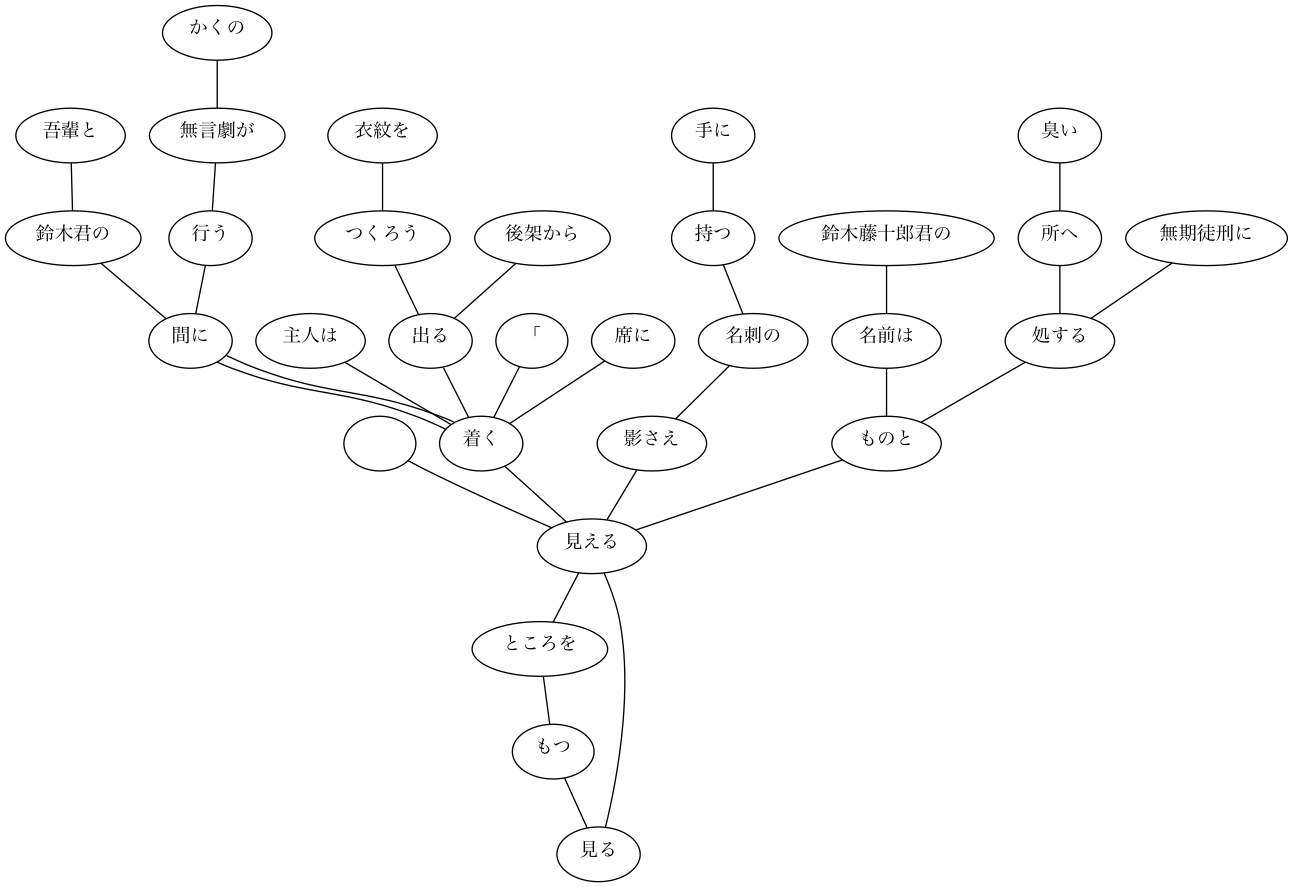 かくの
吾輩と
無言劇が
衣紋を
手に
臭い
鈴木君の
行う
つくろう
後架から
持つ
鈴木藤十郎君の
所へ
無期徒刑に
間に
主人は
出る
「
席に
名刺の
名前は
処する
着く
影さえ
ものと
見える
ところを
もつ
見る